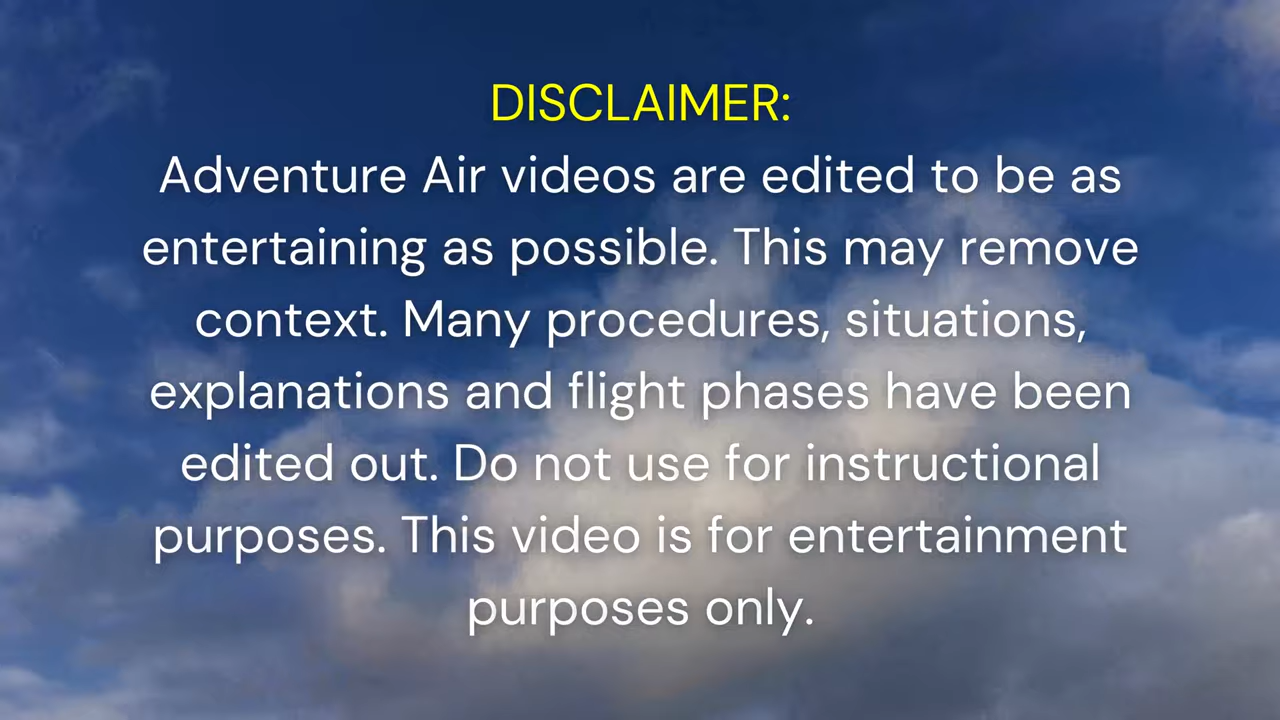 DISCLAIMER:
Adventure Air videos are edited to be as
entertaining as possible. This may remove
context. Many procedures, situations,
explanations and flight phases have been
edited out. Do not use for instructional
purposes. This video is for entertainment
purposes only.